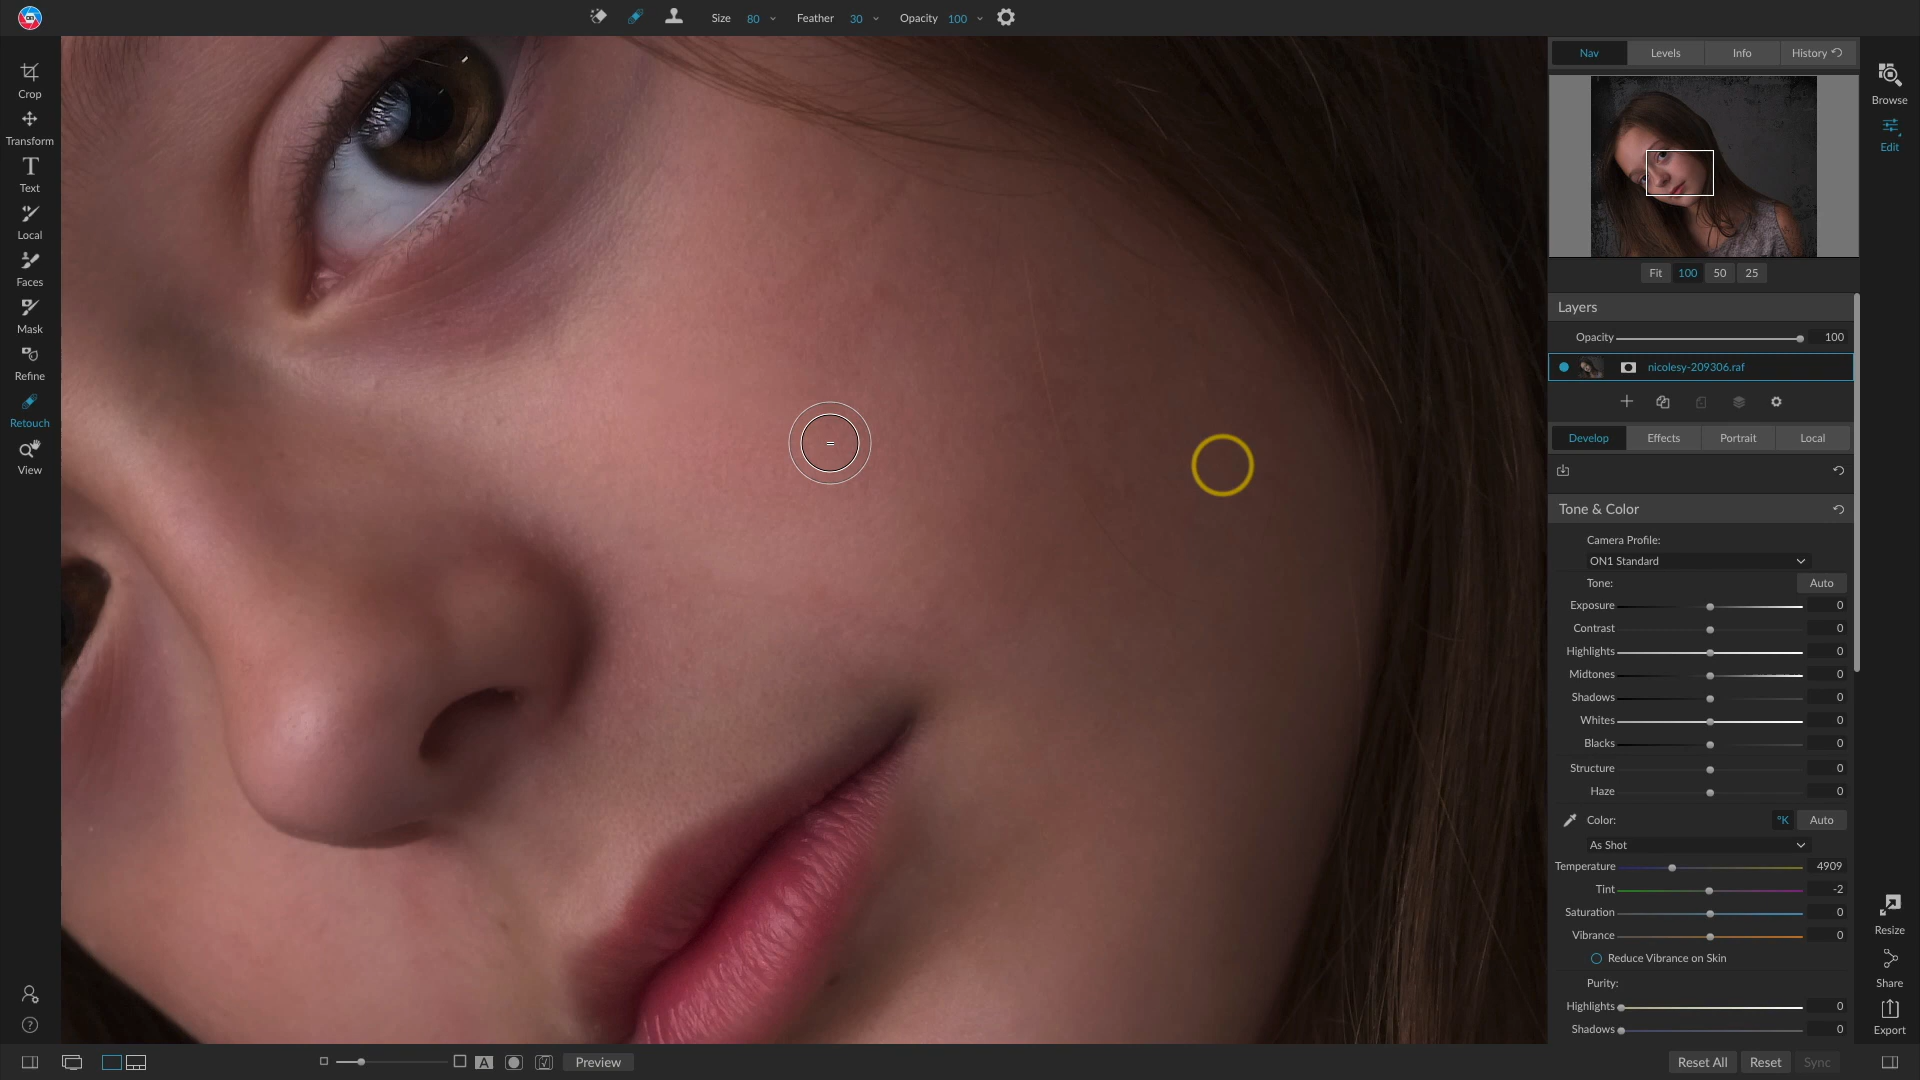 Size 80 Feather 30 Opacity 100
Crop
Transform
T
Text
Local
Faces
Mask
Refine
Retouch
View
?
Nav Levels Info History
Fit 100 50 25
Layers
Opacity 100
nicolesy-209306.raf
Develop Effects Portrait Local
Tone & Color
Camera Profile:
ON1 Standard
Tone: Auto
Exposure 0
Contrast 0
Highlights 0
Midtones 0
Shadows 0
Whites 0
Blacks 0
Structure 0
Haze 0
Color: °K Auto
As Shot
Temperature 4909
Tint -2
Saturation 0
Vibrance 0
Reduce Vibrance on Skin
Purity:
Highlights 0
Shadows 0
Browse
Edit
Resize
Share
Export
A Preview
Reset All Reset Sync